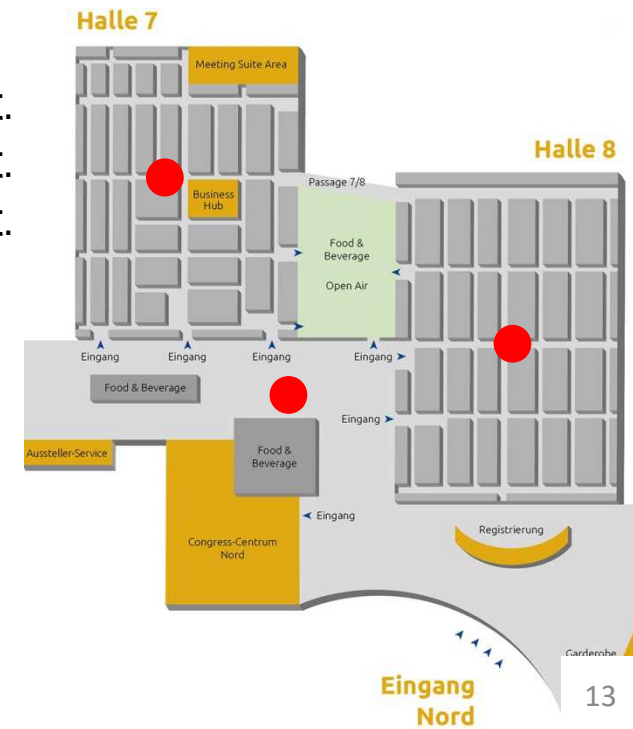 Halle 7
Meeting Suite Area
Halle 8
Passage 7/8
Business
Hub
Food &
Beverage
Open Air
Eingang
Eingang
Eingang
Eingang
Food & Beverage
Eingang
Aussteller-Service
Food &
Beverage
Eingang
Registrierung
Congress-Centrum
Nord
Garderobe
Eingang
Nord
13